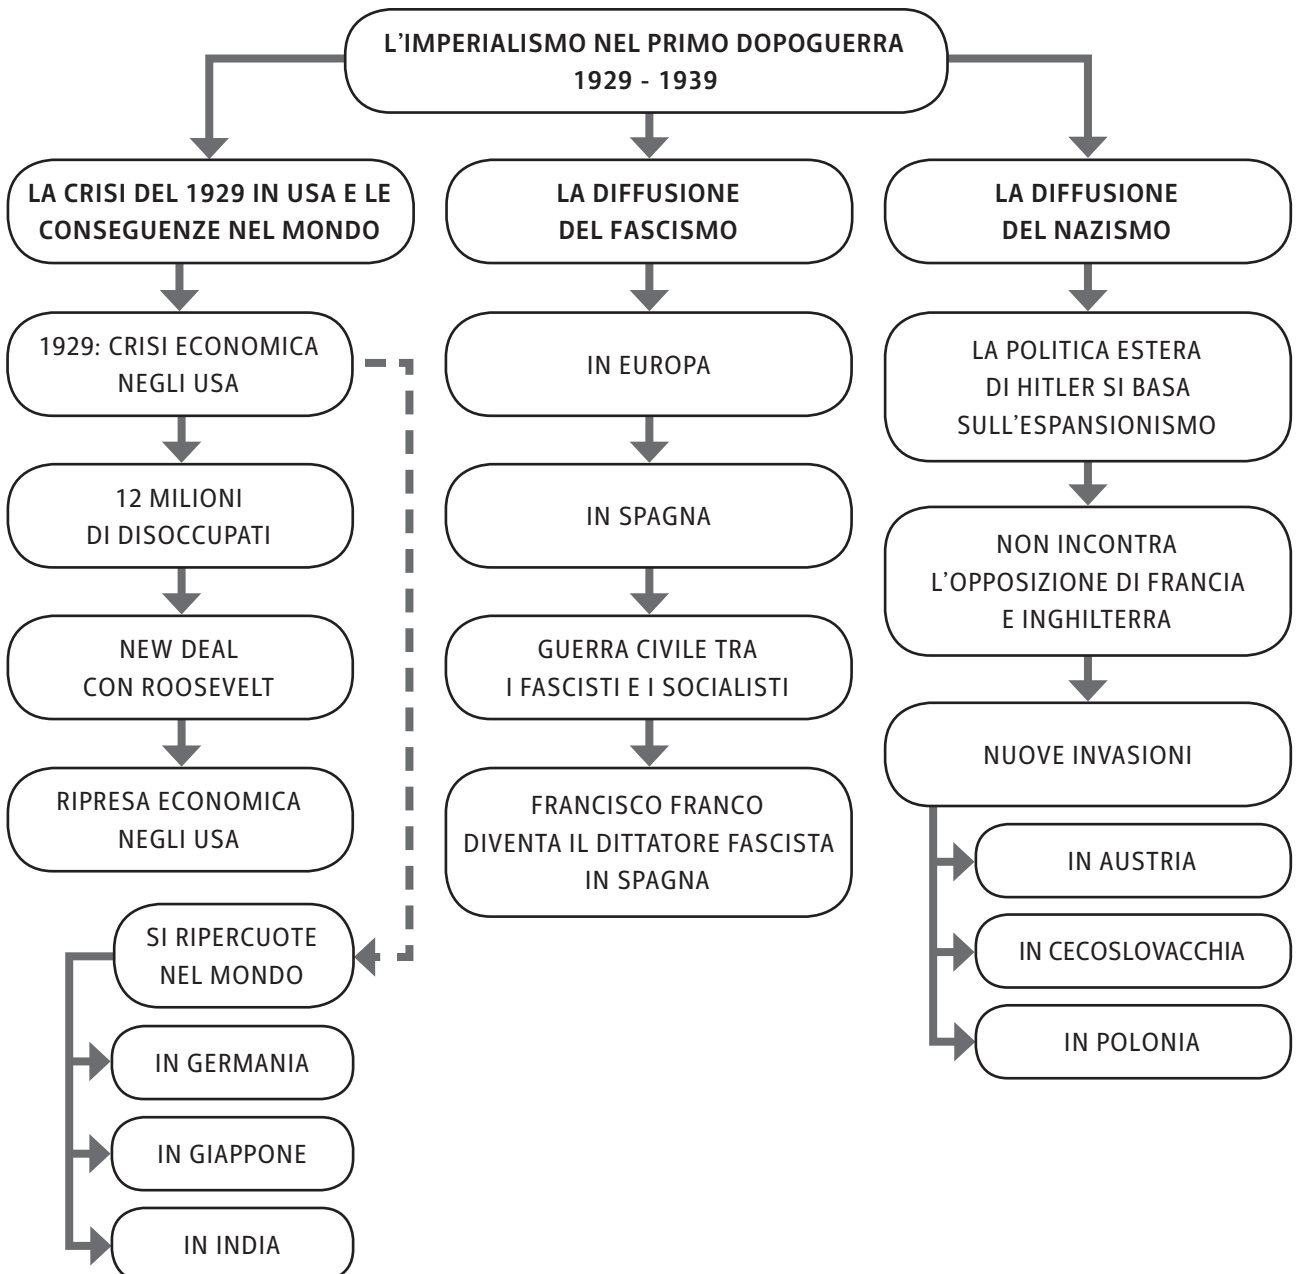 L'IMPERIALISMO NEL PRIMO DOPOGUERRA
1929 - 1939
LA CRISI DEL 1929 IN USA E LE
CONSEGUENZE NEL MONDO
1929: CRISI ECONOMICA
NEGLI USA
12 MILIONI
DI DISOCCUPATI
NEW DEAL
CON ROOSEVELT
RIPRESA ECONOMICA
NEGLI USA
SI RIPERCUOTE
NEL MONDO
IN GERMANIA
IN GIAPPONE
IN INDIA
LA DIFFUSIONE
DEL FASCISMO
IN EUROPA
IN SPAGNA
GUERRA CIVILE TRA
I FASCISTI E I SOCIALISTI
FRANCISCO FRANCO
DIVENTA IL DITTATORE FASCISTA
IN SPAGNA
LA DIFFUSIONE
DEL NAZISMO
LA POLITICA ESTERA
DI HITLER SI BASA
SULL'ESPANSIONISMO
NON INCONTRA
L'OPPOSIZIONE DI FRANCIA
E INGHILTERRA
NUOVE INVASIONI
IN AUSTRIA
IN CECOSLOVACCHIA
IN POLONIA